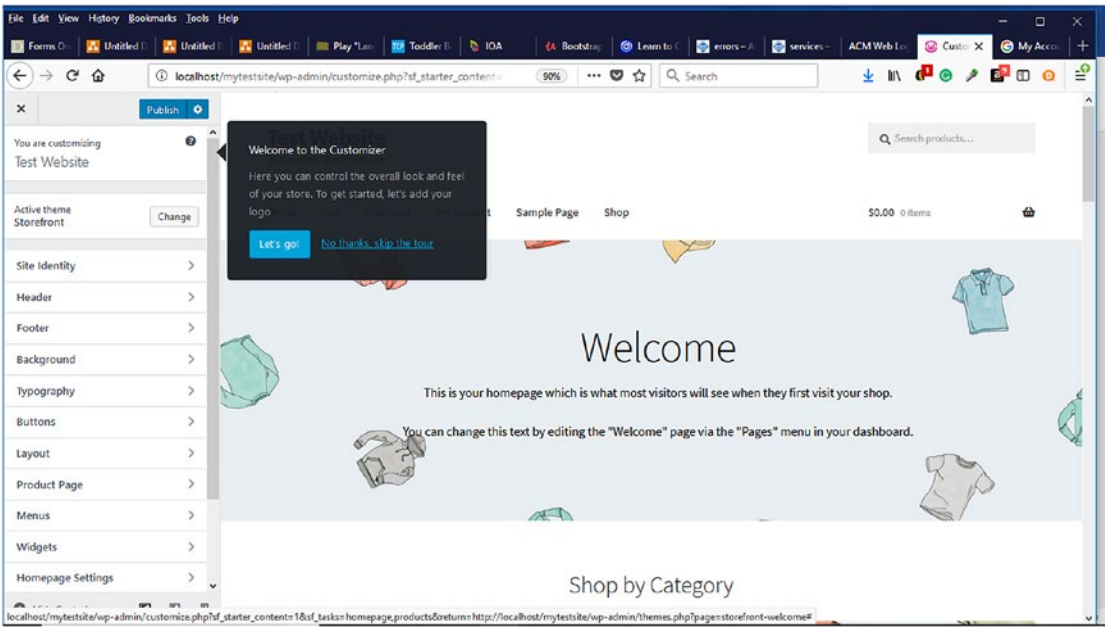 File Edit View History Bookmarks Tools Help
Forms On Untitled D Untitled D Untitled D Play "Lan Toddler B IOA Bootstrap Learn to C errors – A services – ACM Web Lo Custo X My Accou
localhost/mytestsite/wp-admin/customize.php?sf_starter_content= 90% Search
Publish
You are customizing
Test Website
Active theme
Storefront
Change
Site Identity
Header
Footer
Background
Typography
Buttons
Layout
Product Page
Menus
Widgets
Homepage Settings
Test Website
Welcome to the Customizer
Here you can control the overall look and feel
of your store. To get started, let's add your
logo
Let's go!
No thanks, skip the tour
Search products...
Sample Page Shop
$0.00 0 items
Welcome
This is your homepage which is what most visitors will see when they first visit your shop.
You can change this text by editing the "Welcome" page via the "Pages" menu in your dashboard.
Shop by Category
localhost/mytestsite/wp-admin/customize.php?sf_starter_content=1&sf_tasks=homepage,products&return=http://localhost/mytestsite/wp-admin/themes.php?page=storefront-welcome#